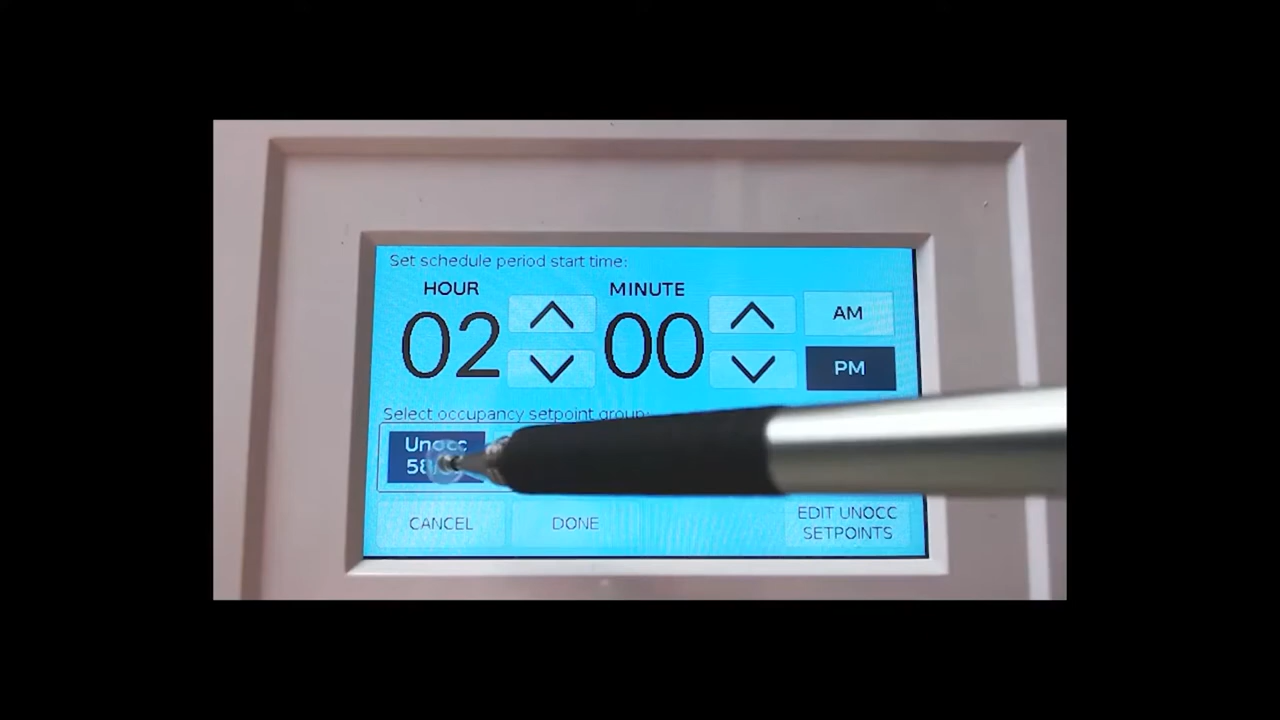 Set schedule period start time:
HOUR MINUTE
02 00 AM
PM
Select occupancy setpoint group:
Unocc
CANCEL DONE EDIT UNOCC
SETPOINTS